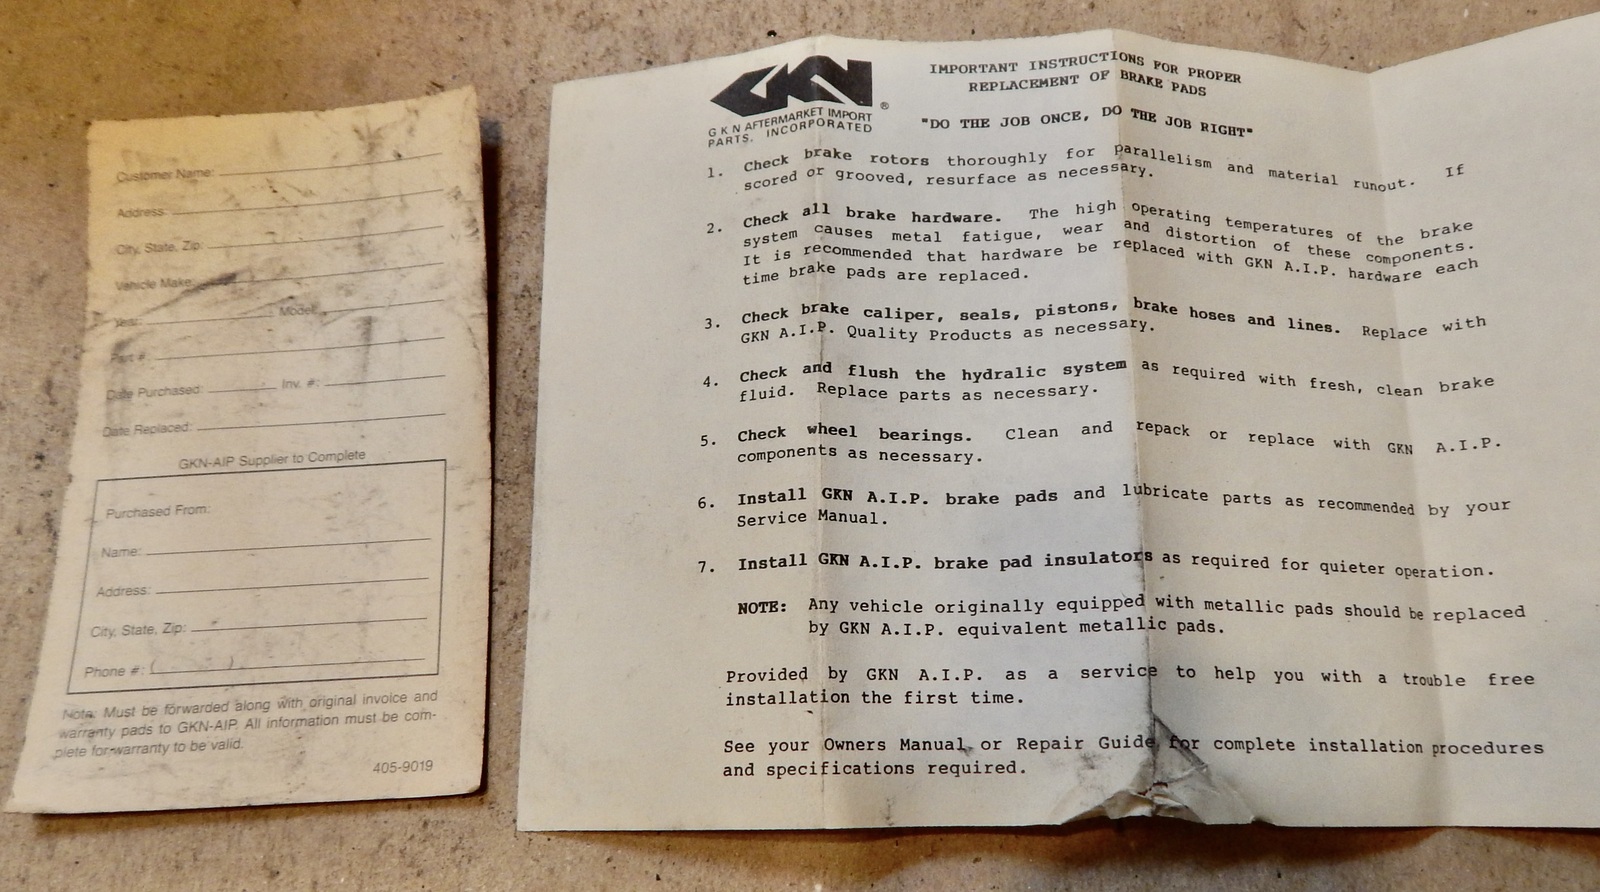 Customer Name:
Address:
City, State, Zip:
Vehicle Make:
Year: Model:
Part #:
Date Purchased: Inv. #:
Date Replaced:
GKN-AIP Supplier to Complete
Purchased From:
Name:
Address:
City, State, Zip:
Phone #: ( )
Note: Must be forwarded along with original invoice and
warranty pads to GKN-AIP. All information must be com-
plete for warranty to be valid.
405-9019
GKN ®
G K N AFTERMARKET IMPORT
PARTS, INCORPORATED
IMPORTANT INSTRUCTIONS FOR PROPER
REPLACEMENT OF BRAKE PADS
"DO THE JOB ONCE, DO THE JOB RIGHT"
1. Check brake rotors thoroughly for parallelism and material runout. If
scored or grooved, resurface as necessary.
2. Check all brake hardware. The high operating temperatures of the brake
system causes metal fatigue, wear and distortion of these components.
It is recommended that hardware be replaced with GKN A.I.P. hardware each
time brake pads are replaced.
3. Check brake caliper, seals, pistons, brake hoses and lines. Replace with
GKN A.I.P. Quality Products as necessary.
4. Check and flush the hydralic system as required with fresh, clean brake
fluid. Replace parts as necessary.
5. Check wheel bearings. Clean and repack or replace with GKN A.I.P.
components as necessary.
6. Install GKN A.I.P. brake pads and lubricate parts as recommended by your
Service Manual.
7. Install GKN A.I.P. brake pad insulators as required for quieter operation.
NOTE: Any vehicle originally equipped with metallic pads should be replaced
by GKN A.I.P. equivalent metallic pads.
Provided by GKN A.I.P. as a service to help you with a trouble free
installation the first time.
See your Owners Manual or Repair Guide for complete installation procedures
and specifications required.